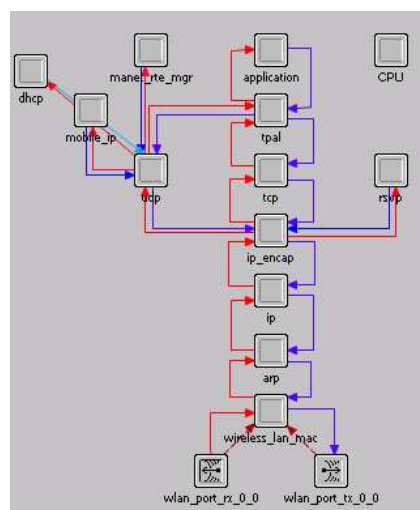 manet_rte_mgr
application
CPU
dhcp
mobile_ip
tpal
udp
tcp
rsvp
ip_encap
ip
arp
wireless_lan_mac
wlan_port_rx_0_0
wlan_port_tx_0_0